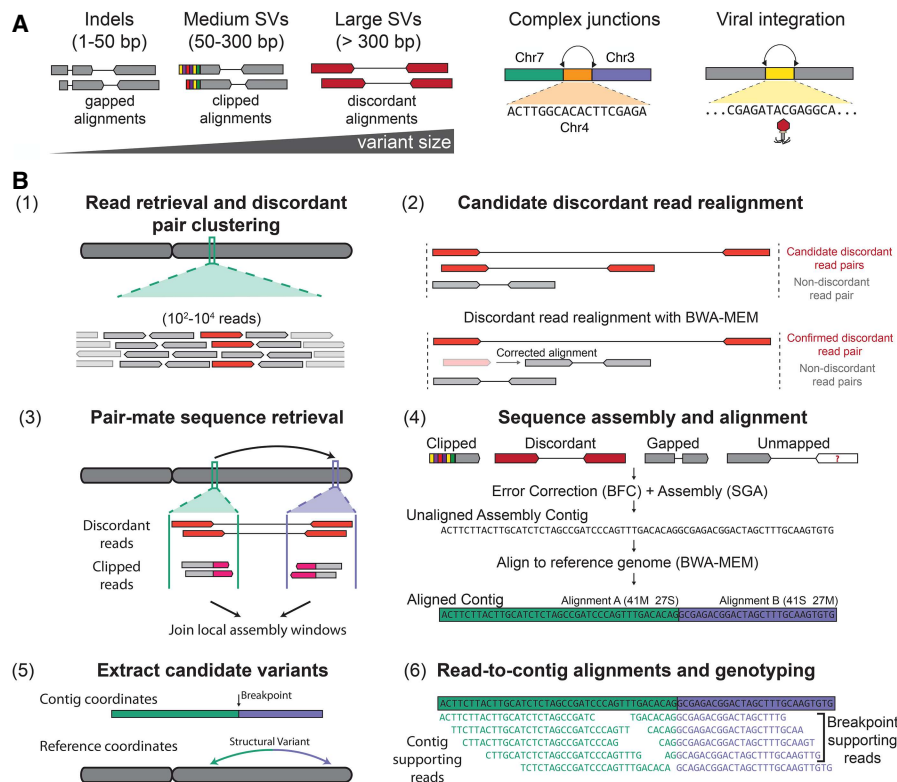 A
Indels
(1-50 bp)
gapped
alignments
Medium SVs
(50-300 bp)
clipped
alignments
Large SVs
(> 300 bp)
discordant
alignments
variant size
Complex junctions
Chr7
Chr3
ACTTGGCACACTTCGAGA
Chr4
Viral integration
...CGAGATACGAGGCA...
B
(1)
Read retrieval and discordant
pair clustering
(10²-10⁴ reads)
(2)
Candidate discordant read realignment
Candidate discordant
read pairs
Non-discordant
read pair
Discordant read realignment with BWA-MEM
Corrected alignment
Confirmed discordant
read pair
Non-discordant
read pairs
(3)
Pair-mate sequence retrieval
Discordant
reads
Clipped
reads
Join local assembly windows
(4)
Sequence assembly and alignment
Clipped
Discordant
Gapped
Unmapped
?
Error Correction (BFC) + Assembly (SGA)
Unaligned Assembly Contig
ACTTCTTACTTGCATCTCTAGCCGATCCCAGTTTGACACAGGCGAGACGGACTAGCTTTGCAAGTGTG
Align to reference genome (BWA-MEM)
Aligned Contig
Alignment A (41M 27S)
Alignment B (41S 27M)
ACTTCTTACTTGCATCTCTAGCCGATCCCAGTTTGACACAGGCGAGACGGACTAGCTTTGCAAGTGTG
(5)
Extract candidate variants
Contig coordinates
Breakpoint
Reference coordinates
Structural Variant
(6)
Read-to-contig alignments and genotyping
ACTTCTTACTTGCATCTCTAGCCGATCCCAGTTTGACACAGGCGAGACGGACTAGCTTTGCAAGTGTG
ACTTCTTACTTGCATCTCTAGCCGATC TGACACAGGCGAGACGGACTAGCTTTG
TTCTTACTTGCATCTCTAGCCGATCCCAGTT CACAGGCGAGACGGACTAGCTTTGCAA
CTTACTTGCATCTCTAGCCGATCCCAG CAGGCGAGACGGACTAGCTTTGCAAGT
CTTGCATCTCTAGCCGATCCCAGTTTG AGGCGAGACGGACTAGCTTTGCAAGTTG
TCTCTAGCCGATCCCAGTTTGACACA GCAGACGGACTAGCTTTGCAAGTTGTG
Contig
supporting
reads
Breakpoint
supporting
reads